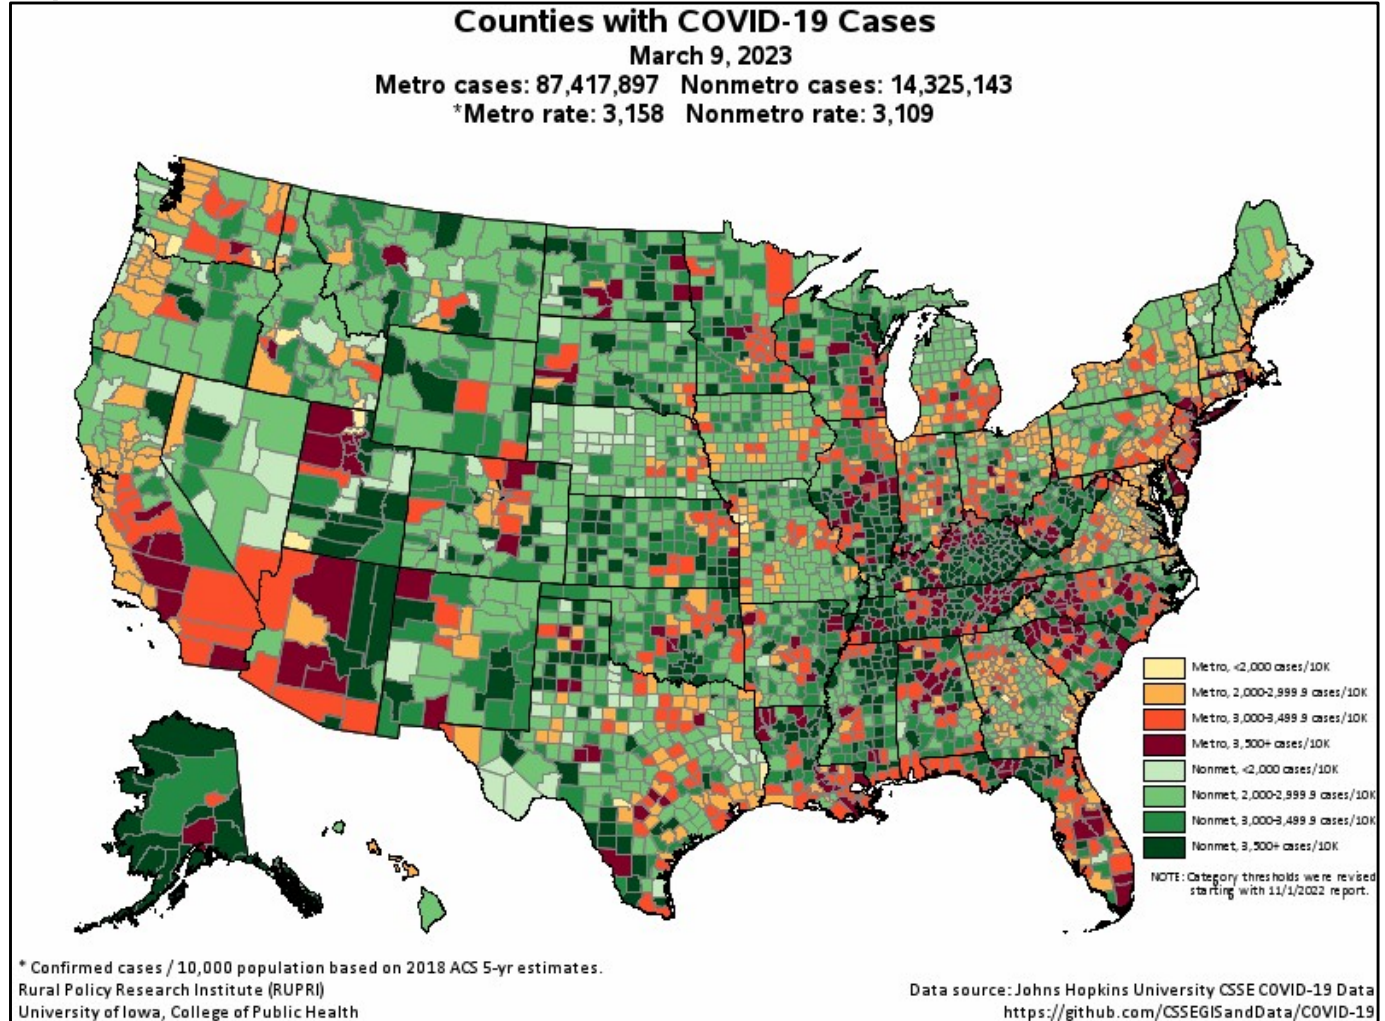 Counties with COVID-19 Cases
March 9, 2023
Metro cases: 87,417,897 Nonmetro cases: 14,325,143
*Metro rate: 3,158 Nonmetro rate: 3,109
Metro, <2,000 cases/10K
Metro, 2,000-2,999.9 cases/10K
Metro, 3,000-3,499.9 cases/10K
Metro, 3,500+ cases/10K
Nonmet, <2,000 cases/10K
Nonmet, 2,000-2,999.9 cases/10K
Nonmet, 3,000-3,499.9 cases/10K
Nonmet, 3,500+ cases/10K
NOTE: Category thresholds were revised
starting with 11/1/2022 report.
* Confirmed cases / 10,000 population based on 2018 ACS 5-yr estimates.
Rural Policy Research Institute (RUPRI)
University of Iowa, College of Public Health
Data source: Johns Hopkins University CSSE COVID-19 Data
https://github.com/CSSEGISandData/COVID-19